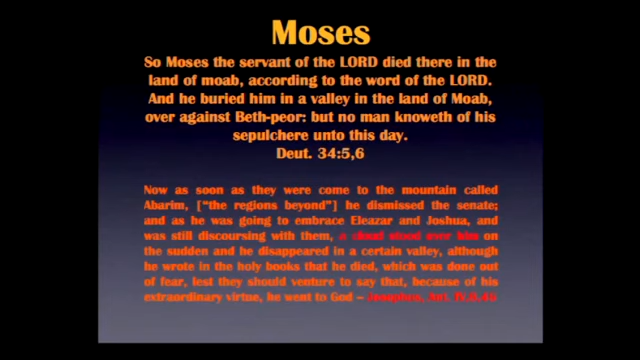 Moses
So Moses the servant of the LORD died there in the
land of moab, according to the word of the LORD.
And he buried him in a valley in the land of Moab,
over against Beth-peor: but no man knoweth of his
sepulchere unto this day.
Deut. 34:5,6
Now as soon as they were come to the mountain called
Abarim, ["the regions beyond"] he dismissed the senate;
and as he was going to embrace Eleazar and Joshua, and
was still discoursing with them, a cloud stood over him on
the sudden and he disappeared in a certain valley, although
he wrote in the holy books that he died, which was done out
of fear, lest they should venture to say that, because of his
extraordinary virtue, he went to God – Josephus, Ant. IV,8,48